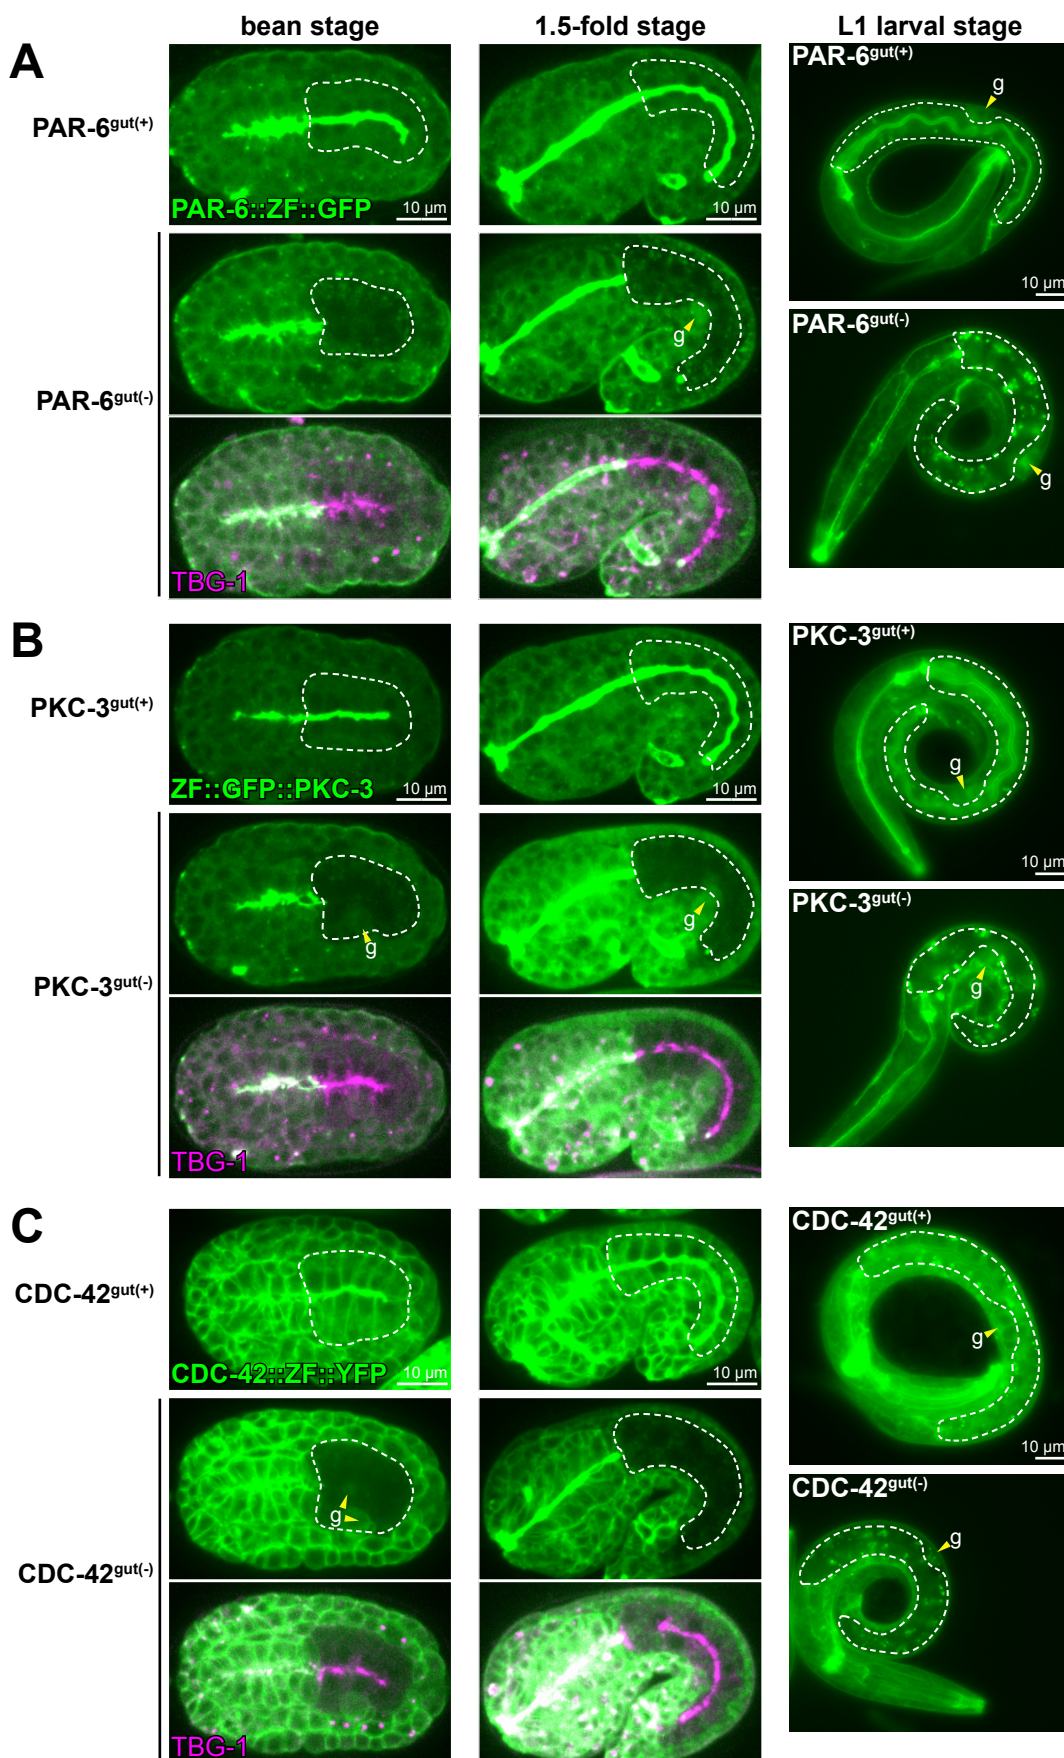 bean stage 1.5-fold stage L1 larval stage
A
PAR-6gut(+)
PAR-6::ZF::GFP
10 µm
10 µm
PAR-6gut(+)
g
10 µm
PAR-6gut(-)
g
TBG-1
PAR-6gut(-)
g
B
PKC-3gut(+)
ZF::GFP::PKC-3
10 µm
10 µm
PKC-3gut(+)
g
10 µm
PKC-3gut(-)
g
g
TBG-1
PKC-3gut(-)
g
C
CDC-42gut(+)
CDC-42::ZF::YFP
10 µm
10 µm
CDC-42gut(+)
g
10 µm
CDC-42gut(-)
g
TBG-1
CDC-42gut(-)
g